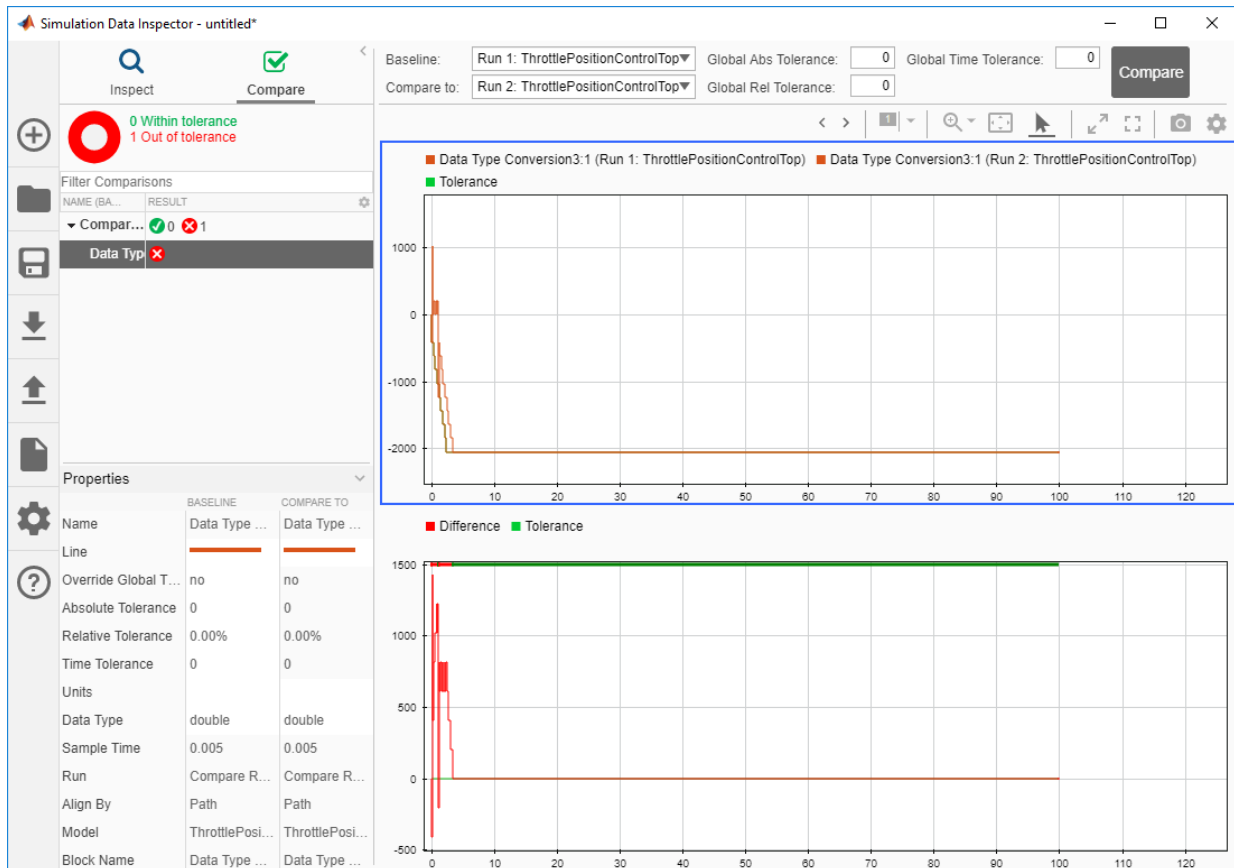 Simulation Data Inspector - untitled*
Inspect
Compare
Baseline:
Run 1: ThrottlePositionControlTop
Global Abs Tolerance:
0
Global Time Tolerance:
0
Compare
Compare to:
Run 2: ThrottlePositionControlTop
Global Rel Tolerance:
0
0 Within tolerance
1 Out of tolerance
Filter Comparisons
NAME (BA... RESULT
Compar... 0 1
Data Typ
1
Data Type Conversion3:1 (Run 1: ThrottlePositionControlTop) Data Type Conversion3:1 (Run 2: ThrottlePositionControlTop)
Tolerance
1000
0
-1000
-2000
0 10 20 30 40 50 60 70 80 90 100 110 120
Difference Tolerance
1500
1000
500
0
-500
0 10 20 30 40 50 60 70 80 90 100 110 120
Properties
BASELINE COMPARE TO
Name Data Type ... Data Type ...
Line
Override Global T... no no
Absolute Tolerance 0 0
Relative Tolerance 0.00% 0.00%
Time Tolerance 0 0
Units
Data Type double double
Sample Time 0.005 0.005
Run Compare R... Compare R...
Align By Path Path
Model ThrottlePosi... ThrottlePosi...
Block Name Data Type ... Data Type ...